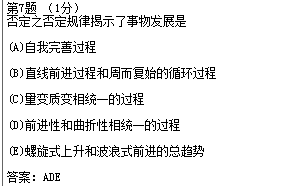 第7题 （1分）
否定之否定规律揭示了事物发展是
(A)自我完善过程
(B)直线前进过程和周而复始的循环过程
(C)量变质变相统一的过程
(D)前进性和曲折性相统一的过程
(E)螺旋式上升和波浪式前进的总趋势
答案: ADE